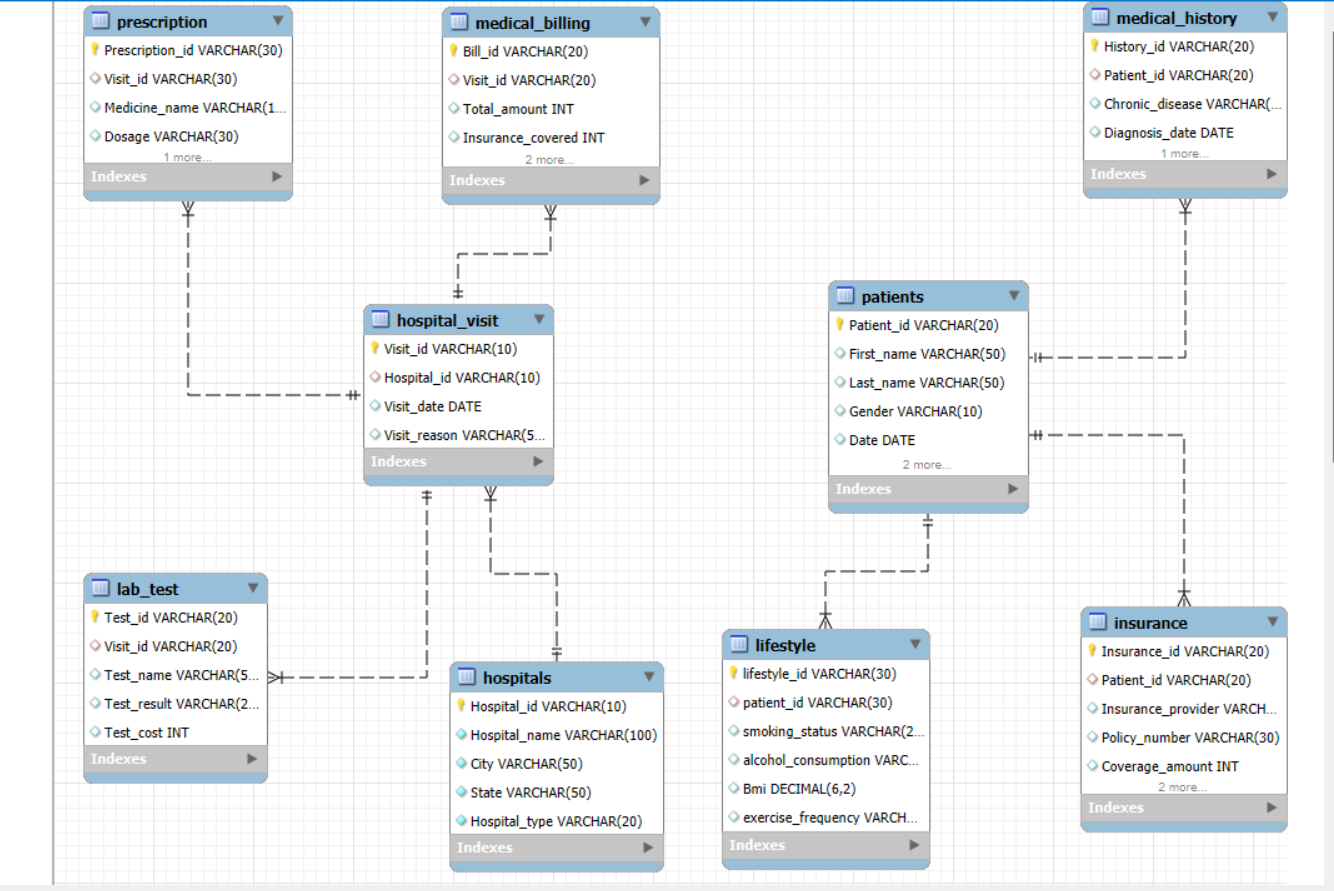 prescription
Prescription_id VARCHAR(30)
Visit_id VARCHAR(30)
Medicine_name VARCHAR(1...
Dosage VARCHAR(30)
1 more...
Indexes
medical_billing
Bill_id VARCHAR(20)
Visit_id VARCHAR(20)
Total_amount INT
Insurance_covered INT
2 more...
Indexes
medical_history
History_id VARCHAR(20)
Patient_id VARCHAR(20)
Chronic_disease VARCHAR(...
Diagnosis_date DATE
1 more...
Indexes
hospital_visit
Visit_id VARCHAR(10)
Hospital_id VARCHAR(10)
Visit_date DATE
Visit_reason VARCHAR(5...
Indexes
patients
Patient_id VARCHAR(20)
First_name VARCHAR(50)
Last_name VARCHAR(50)
Gender VARCHAR(10)
Date DATE
2 more...
Indexes
lab_test
Test_id VARCHAR(20)
Visit_id VARCHAR(20)
Test_name VARCHAR(5...
Test_result VARCHAR(2...
Test_cost INT
Indexes
hospitals
Hospital_id VARCHAR(10)
Hospital_name VARCHAR(100)
City VARCHAR(50)
State VARCHAR(50)
Hospital_type VARCHAR(20)
Indexes
lifestyle
lifestyle_id VARCHAR(30)
patient_id VARCHAR(30)
smoking_status VARCHAR(2...
alcohol_consumption VARC...
Bmi DECIMAL(6,2)
exercise_frequency VARCH...
Indexes
insurance
Insurance_id VARCHAR(20)
Patient_id VARCHAR(20)
Insurance_provider VARCH...
Policy_number VARCHAR(30)
Coverage_amount INT
2 more...
Indexes